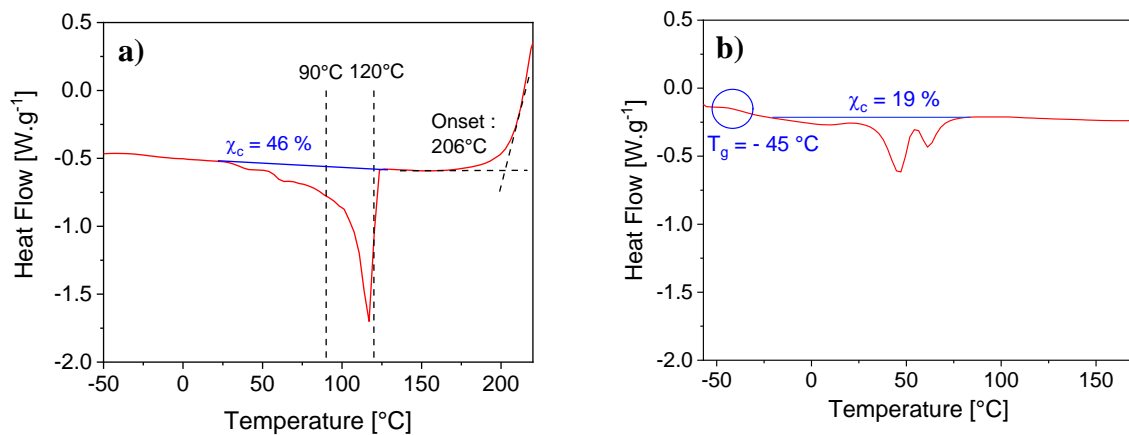 a)
0.5
0.0
-0.5
-1.0
-1.5
-2.0
Heat Flow [W.g⁻¹]
90°C 120°C
χc = 46 %
Onset :
206°C
-50 0 50 100 150 200
Temperature [°C]
b)
0.5
0.0
-0.5
-1.0
-1.5
-2.0
Heat Flow [W.g⁻¹]
χc = 19 %
Tg = - 45 °C
-50 0 50 100 150
Temperature [°C]